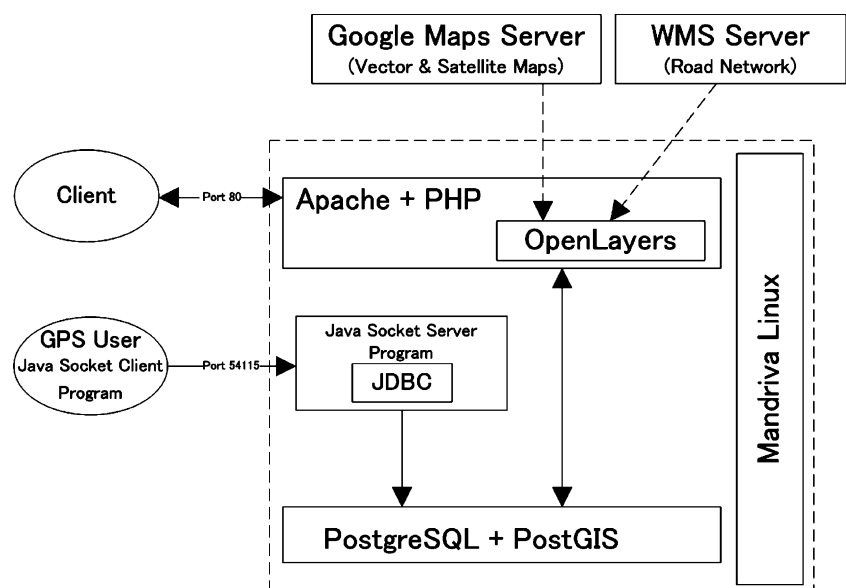 Google Maps Server
(Vector & Satellite Maps)
WMS Server
(Road Network)
Client
Port 80
Apache + PHP
OpenLayers
GPS User
Java Socket Client
Program
Port 54115
Java Socket Server
Program
JDBC
PostgreSQL + PostGIS
Mandriva Linux